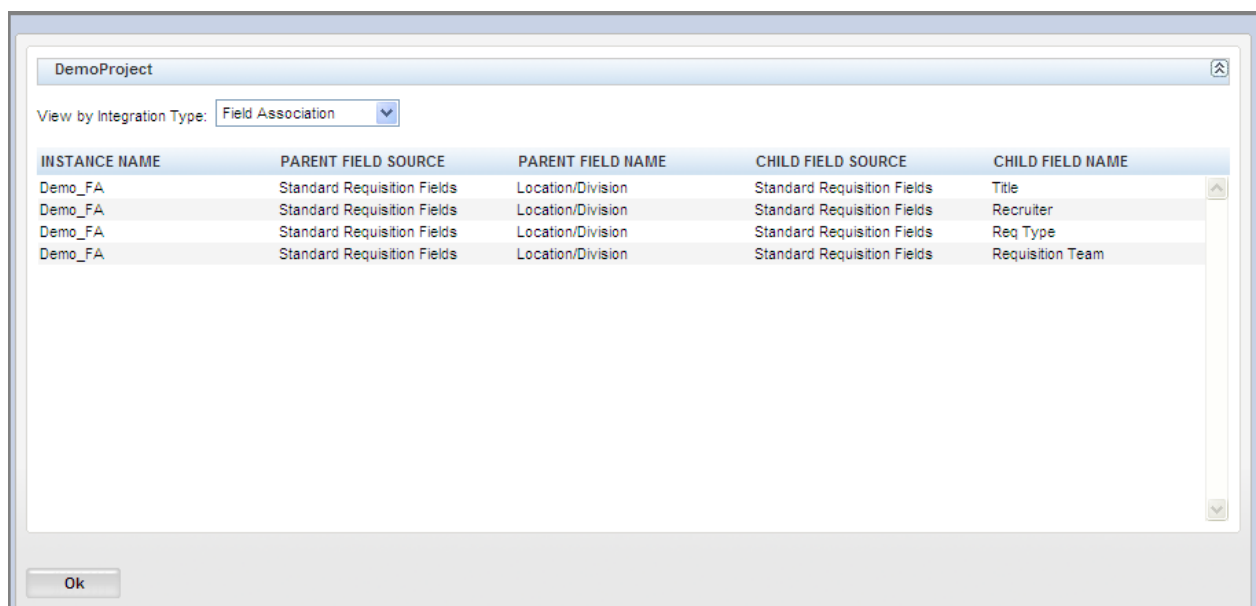 DemoProject
View by Integration Type: Field Association
INSTANCE NAME PARENT FIELD SOURCE PARENT FIELD NAME CHILD FIELD SOURCE CHILD FIELD NAME
Demo_FA Standard Requisition Fields Location/Division Standard Requisition Fields Title
Demo_FA Standard Requisition Fields Location/Division Standard Requisition Fields Recruiter
Demo_FA Standard Requisition Fields Location/Division Standard Requisition Fields Req Type
Demo_FA Standard Requisition Fields Location/Division Standard Requisition Fields Requisition Team
Ok